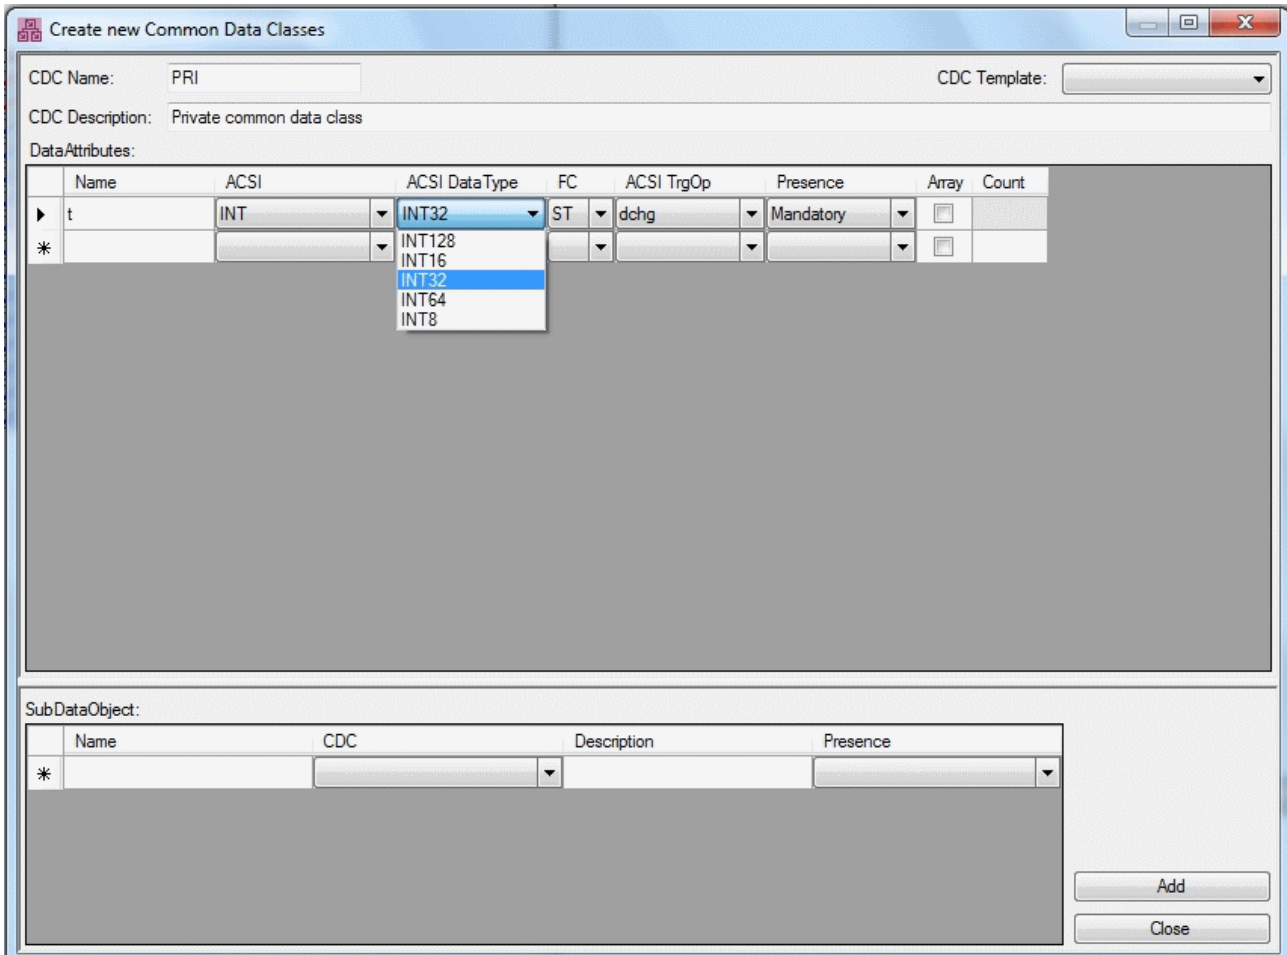 Create new Common Data Classes
CDC Name: PRI CDC Template:
CDC Description: Private common data class
DataAttributes:
Name ACSI ACSI DataType FC ACSI TrgOp Presence Array Count
t INT INT32 ST dchg Mandatory
INT128
INT16
INT32
INT64
INT8
SubDataObject:
Name CDC Description Presence
Add
Close